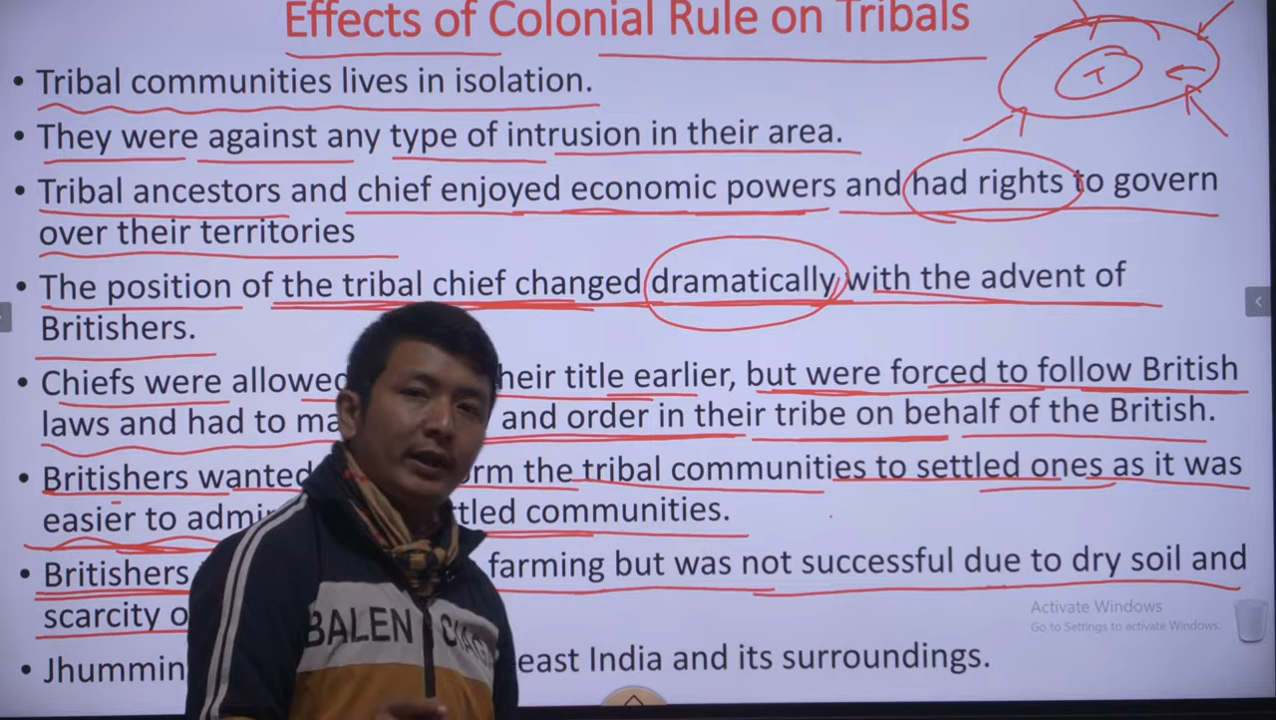 Effects of Colonial Rule on Tribals
• Tribal communities lives in isolation.
T
• They were against any type of intrusion in their area.
• Tribal ancestors and chief enjoyed economic powers and had rights to govern
over their territories
• The position of the tribal chief changed dramatically with the advent of
Britishers.
• Chiefs were allowed heir title earlier, but were forced to follow British
laws and had to ma and order in their tribe on behalf of the British.
• Britishers wanted rm the tribal communities to settled ones as it was
easier to admi tled communities.
• Britishers farming but was not successful due to dry soil and
scarcity o
Activate Windows
Go to Settings to activate Windows.
• Jhummin east India and its surroundings.
BALEN CIAGA